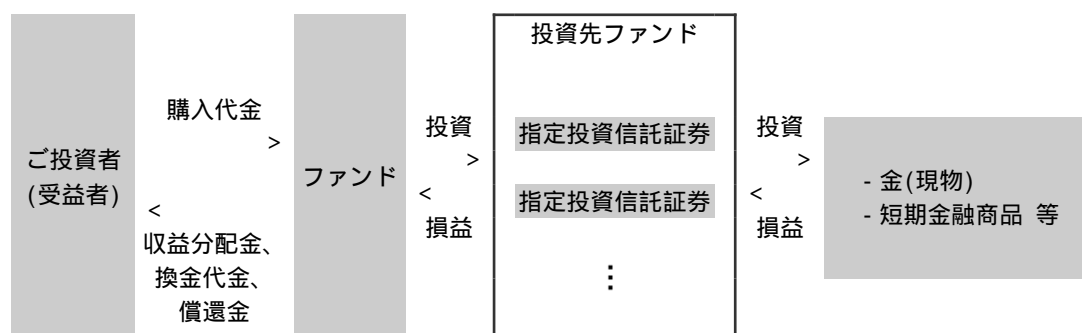 ご投資者
(受益者)
購入代金
>
<
収益分配金、
換金代金、
償還金
ファンド
投資
>
<
損益
投資先ファンド
指定投資信託証券
指定投資信託証券
⋮
投資
>
<
損益
- 金(現物)
- 短期金融商品 等